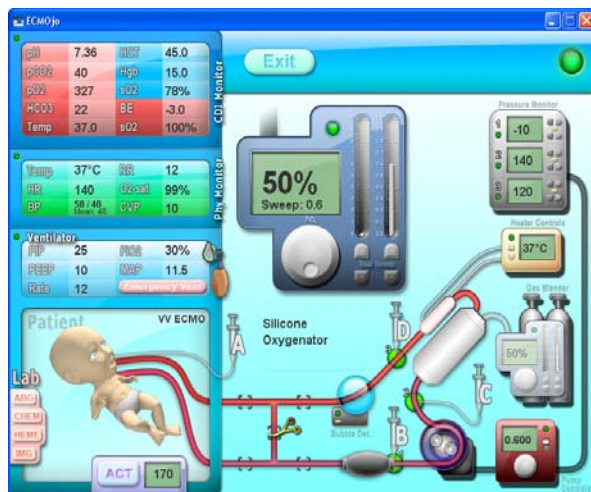 ECMOjo
pH 7.36 HCT 45.0
pCO2 40 Hgb 15.0
pO2 327 sO2 78%
HCO3 22 BE -3.0
Temp 37.0 sO2 100%
CDI Monitor
Temp 37°C RR 12
HR 140 O2 sat 99%
BP 58 / 40 CVP 10
Phy Monitor
Ventilator
PIP 25 FiO2 30%
PEEP 10 MAP 11.5
Rate 12 Emergency Vent
Patient VV ECMO
Lab
ABG
CHEM
HEME
IMG
ACT 170
Exit
50%
Sweep: 0.6
Silicone
Oxygenator
A
D
C
B
Bubble Det.
Pressure Monitor
1 -10
2 140
3 120
Heater Controls
37°C
Gas Blender
50%
0.600
Pump Controls